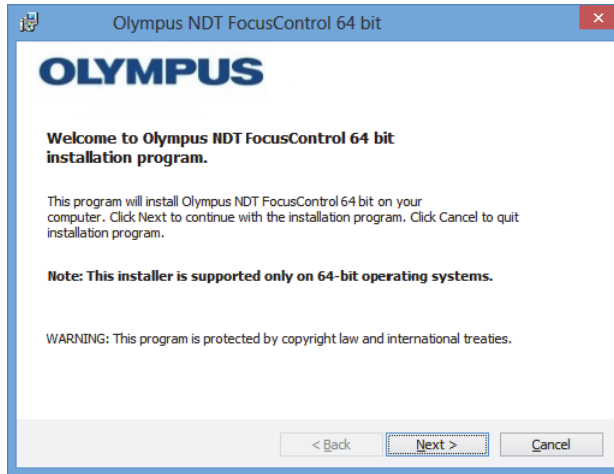 Olympus NDT FocusControl 64 bit
OLYMPUS
Welcome to Olympus NDT FocusControl 64 bit
installation program.
This program will install Olympus NDT FocusControl 64 bit on your
computer. Click Next to continue with the installation program. Click Cancel to quit
installation program.
Note: This installer is supported only on 64-bit operating systems.
WARNING: This program is protected by copyright law and international treaties.
< Back Next > Cancel